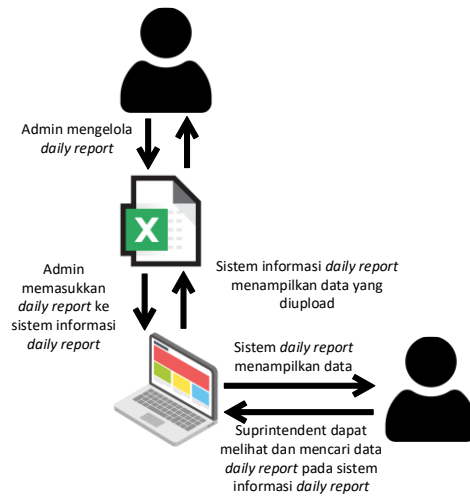 Admin mengelola
daily report
X
Admin
memasukkan
daily report ke
sistem informasi
daily report
Sistem informasi daily report
menampilkan data yang
diupload
Sistem daily report
menampilkan data
Suprintendent dapat
melihat dan mencari data
daily report pada sistem
informasi daily report